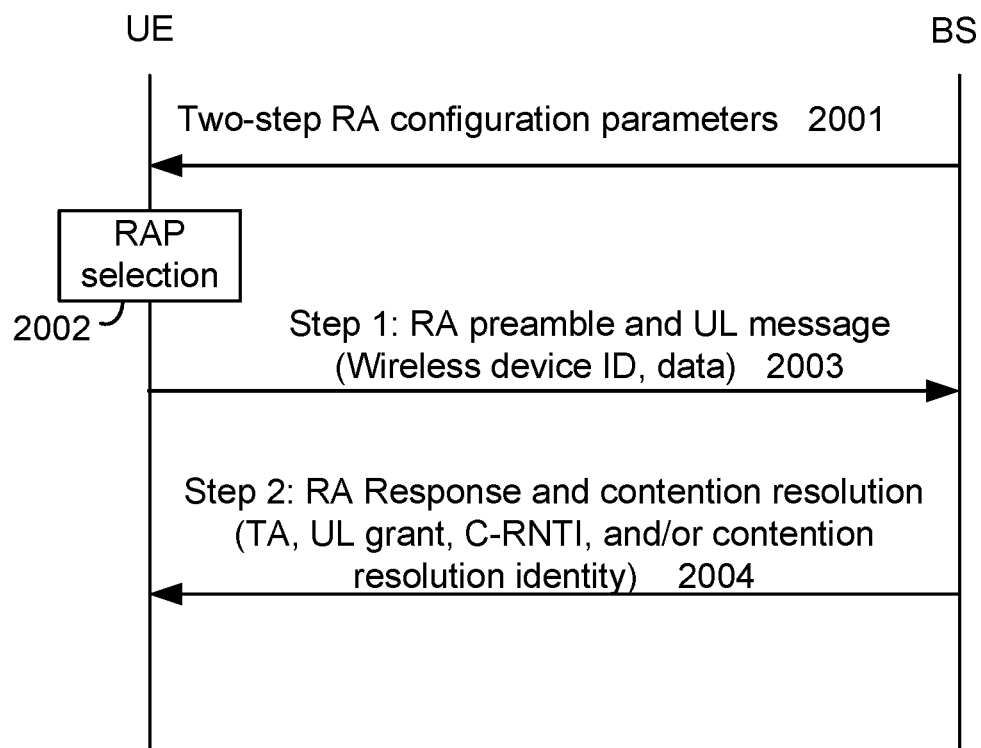 UE
BS
Two-step RA configuration parameters 2001
RAP
selection
2002
Step 1: RA preamble and UL message
(Wireless device ID, data) 2003
Step 2: RA Response and contention resolution
(TA, UL grant, C-RNTI, and/or contention
resolution identity) 2004